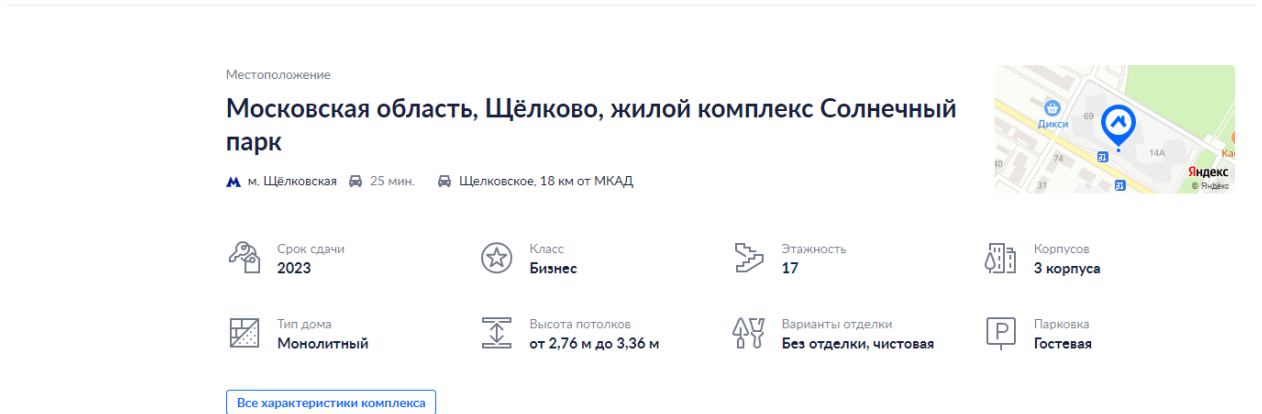 Местоположение
Московская область, Щёлково, жилой комплекс Солнечный
парк
м. Щёлковская 25 мин. Щелковское, 18 км от МКАД
Дикси
69
14А
74
31
Яндекс
© Яндекс
Срок сдачи
2023
Класс
Бизнес
Этажность
17
Корпусов
3 корпуса
Тип дома
Монолитный
Высота потолков
от 2,76 м до 3,36 м
Варианты отделки
Без отделки, чистовая
Парковка
Гостевая
Все характеристики комплекса